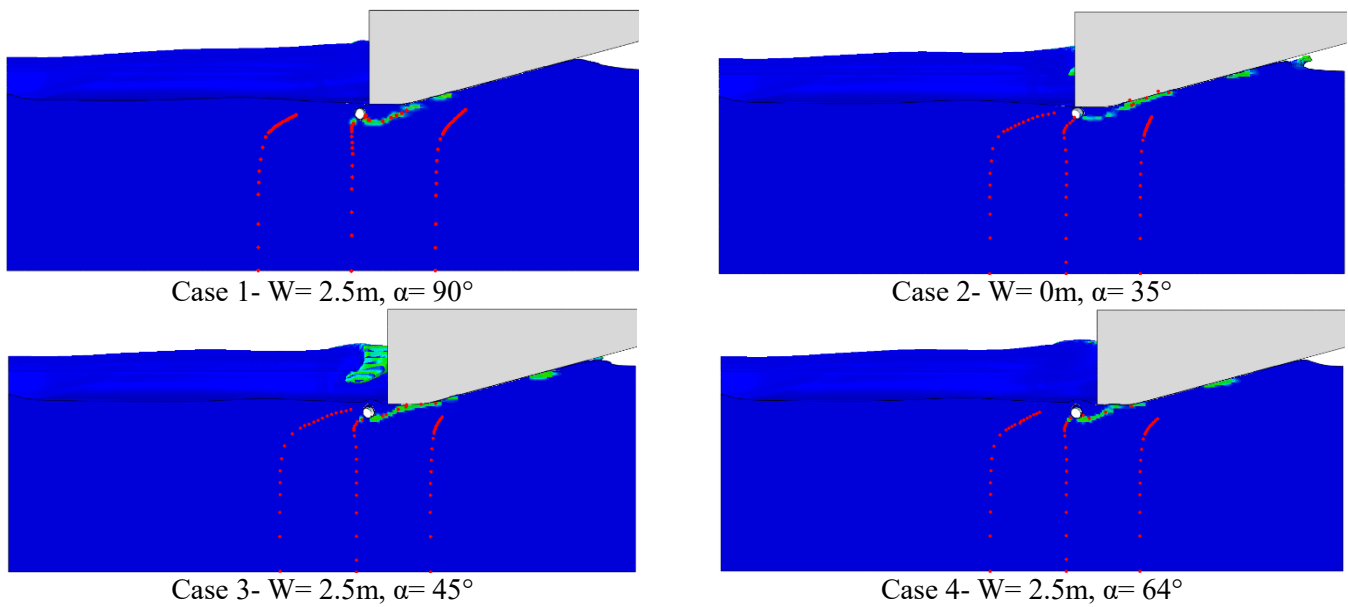 Case 1- W= 2.5m, α= 90°
Case 2- W= 0m, α= 35°
Case 3- W= 2.5m, α= 45°
Case 4- W= 2.5m, α= 64°